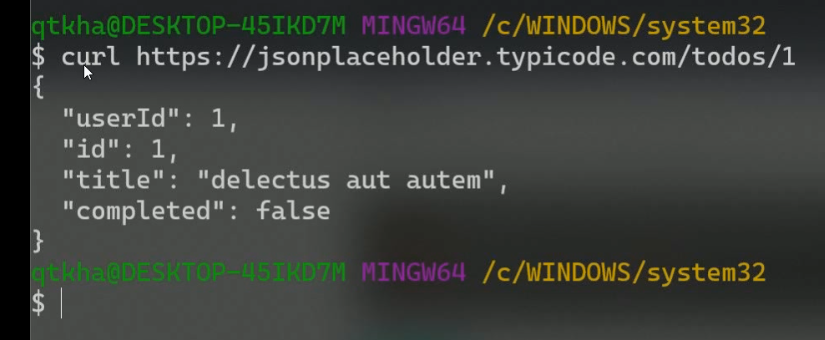 qtkha@DESKTOP-45IKD7M MINGW64 /c/WINDOWS/system32
$ curl https://jsonplaceholder.typicode.com/todos/1
{
  "userId": 1,
  "id": 1,
  "title": "delectus aut autem",
  "completed": false
}
qtkha@DESKTOP-45IKD7M MINGW64 /c/WINDOWS/system32
$